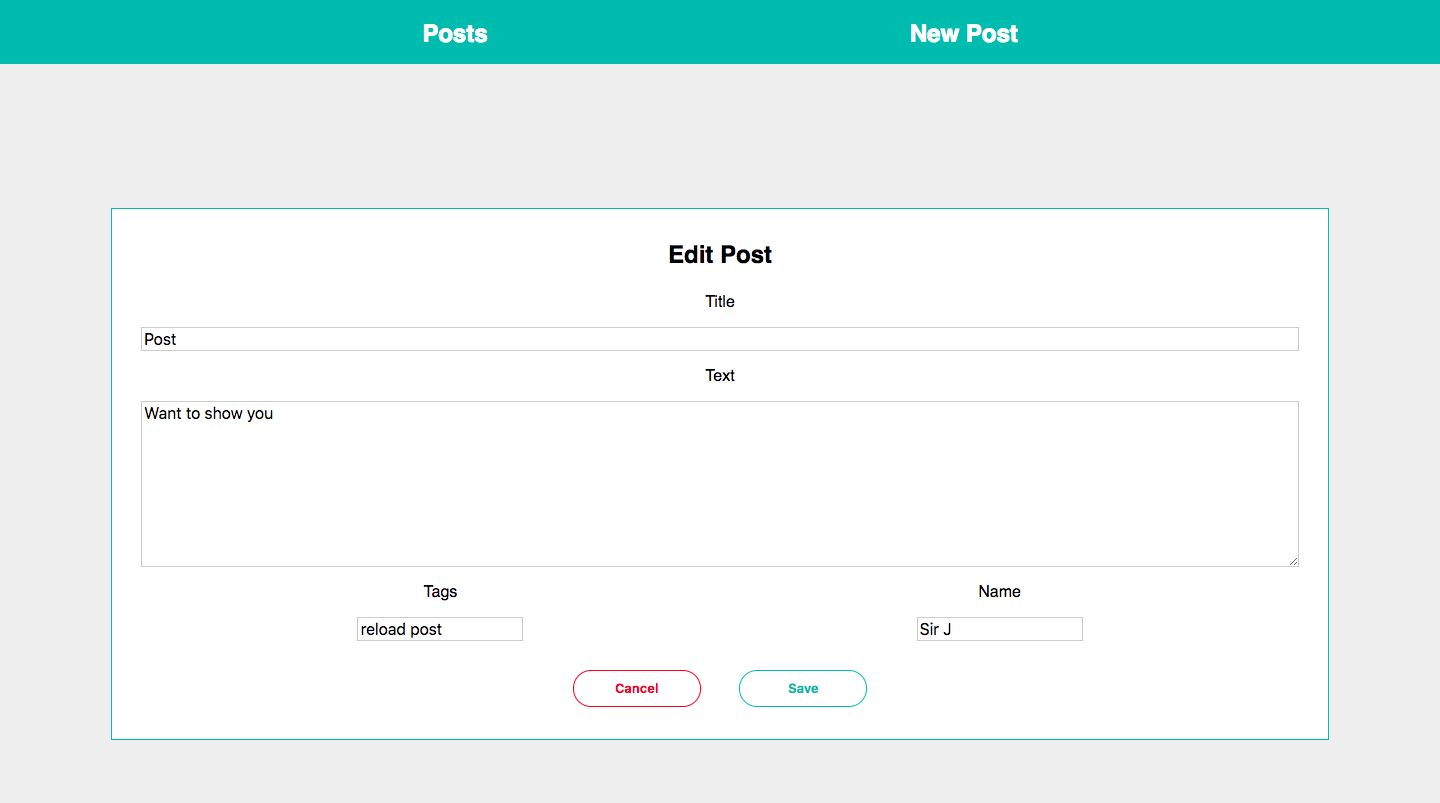 Posts New Post
Edit Post
Title
Post
Text
Want to show you
Tags Name
reload post Sir J
Cancel Save